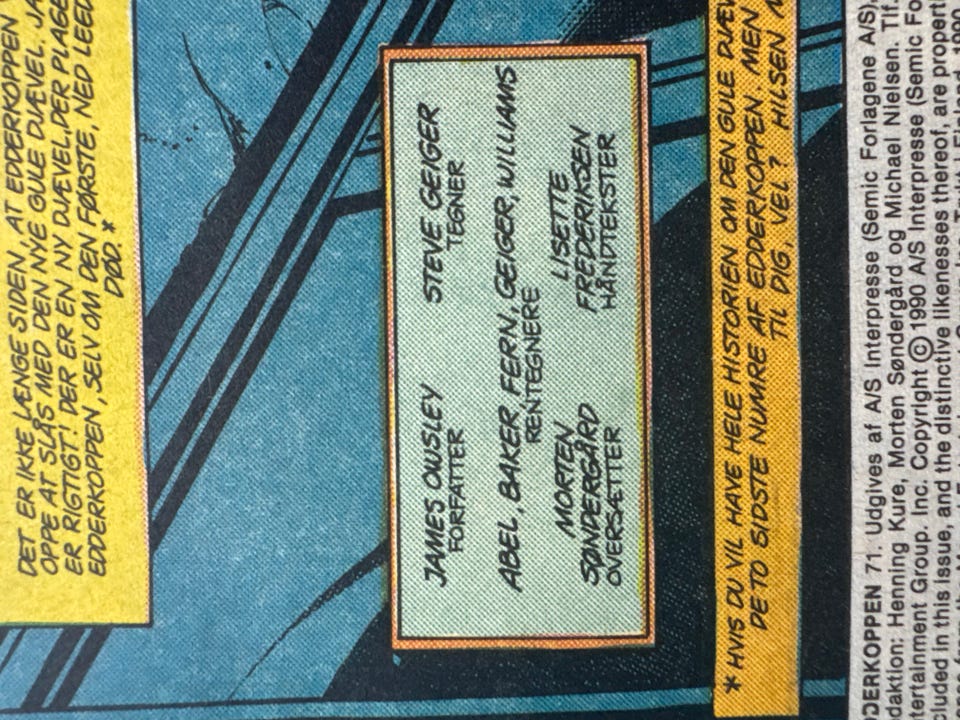 DET ER IKKE LÆNGE SIDEN, AT EDDERKOPPEN
OPPE AT SLÅS MED DEN NYE GULE DJÆVEL. JA
ER RIGTIGT! DER ER EN NY DJÆVEL, DER PLAGE
EDDERKOPPEN, SELV OM DEN FØRSTE, NED LEED
DØD. *
JAMES OUSLEY
FORFATTER
STEVE GEIGER
TEGNER
ABEL, BAKER FERN, GEIGER, WILLIAMS
RENTEGNERE
MORTEN
SØNDERGÅRD
OVERSÆTTER
LISETTE
FREDERIKSEN
HÅNDTEKSTER
* HVIS DU VIL HAVE HELE HISTORIEN OM DEN GULE DJÆV
DE TO SIDSTE NUMRE AF EDDERKOPPEN. MEN
TIL DIG, VEL? HILSEN
DERKOPPEN 71. Udgives af A/S Interpresse (Semic Forlagene A/S),
daktion: Henning Kure, Morten Søndergård og Michael Nielsen. Tlf.
tertainment Group. Inc. Copyright © 1990 A/S Interpresse (Semic Fo
cluded in this issue, and the distinctive likenesses thereof, are propert